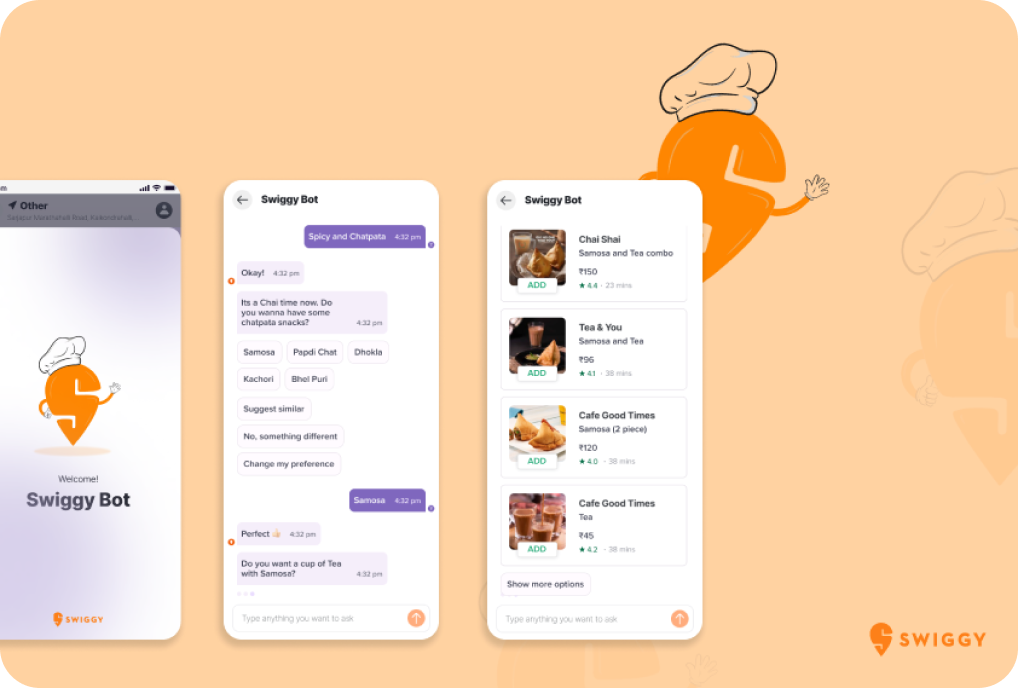 m
Other
Welcome!
Swiggy Bot
SWIGGY
Swiggy Bot
Spicy and Chatpata 4:32 pm
?
Okay! 4:32 pm
Its a Chai time now. Do
you wanna have some
chatpata snacks? 4:32 pm
Samosa Papdi Chat Dhokla
Kachori Bhel Puri
Suggest similar
No, something different
Change my preference
Samosa 4:32 pm
?
Perfect 👍🏻 4:32 pm
Do you want a cup of Tea
with Samosa? 4:32 pm
Type anything you want to ask
Swiggy Bot
Chai Shai
Samosa and Tea combo
₹150
ADD
★ 4.4 · 23 mins
Tea & You
Samosa and Tea
₹96
ADD
★ 4.1 · 38 mins
Cafe Good Times
Samosa (2 piece)
₹120
ADD
★ 4.0 · 38 mins
Cafe Good Times
Tea
₹45
ADD
★ 4.2 · 38 mins
Show more options
Type anything you want to ask
SWIGGY